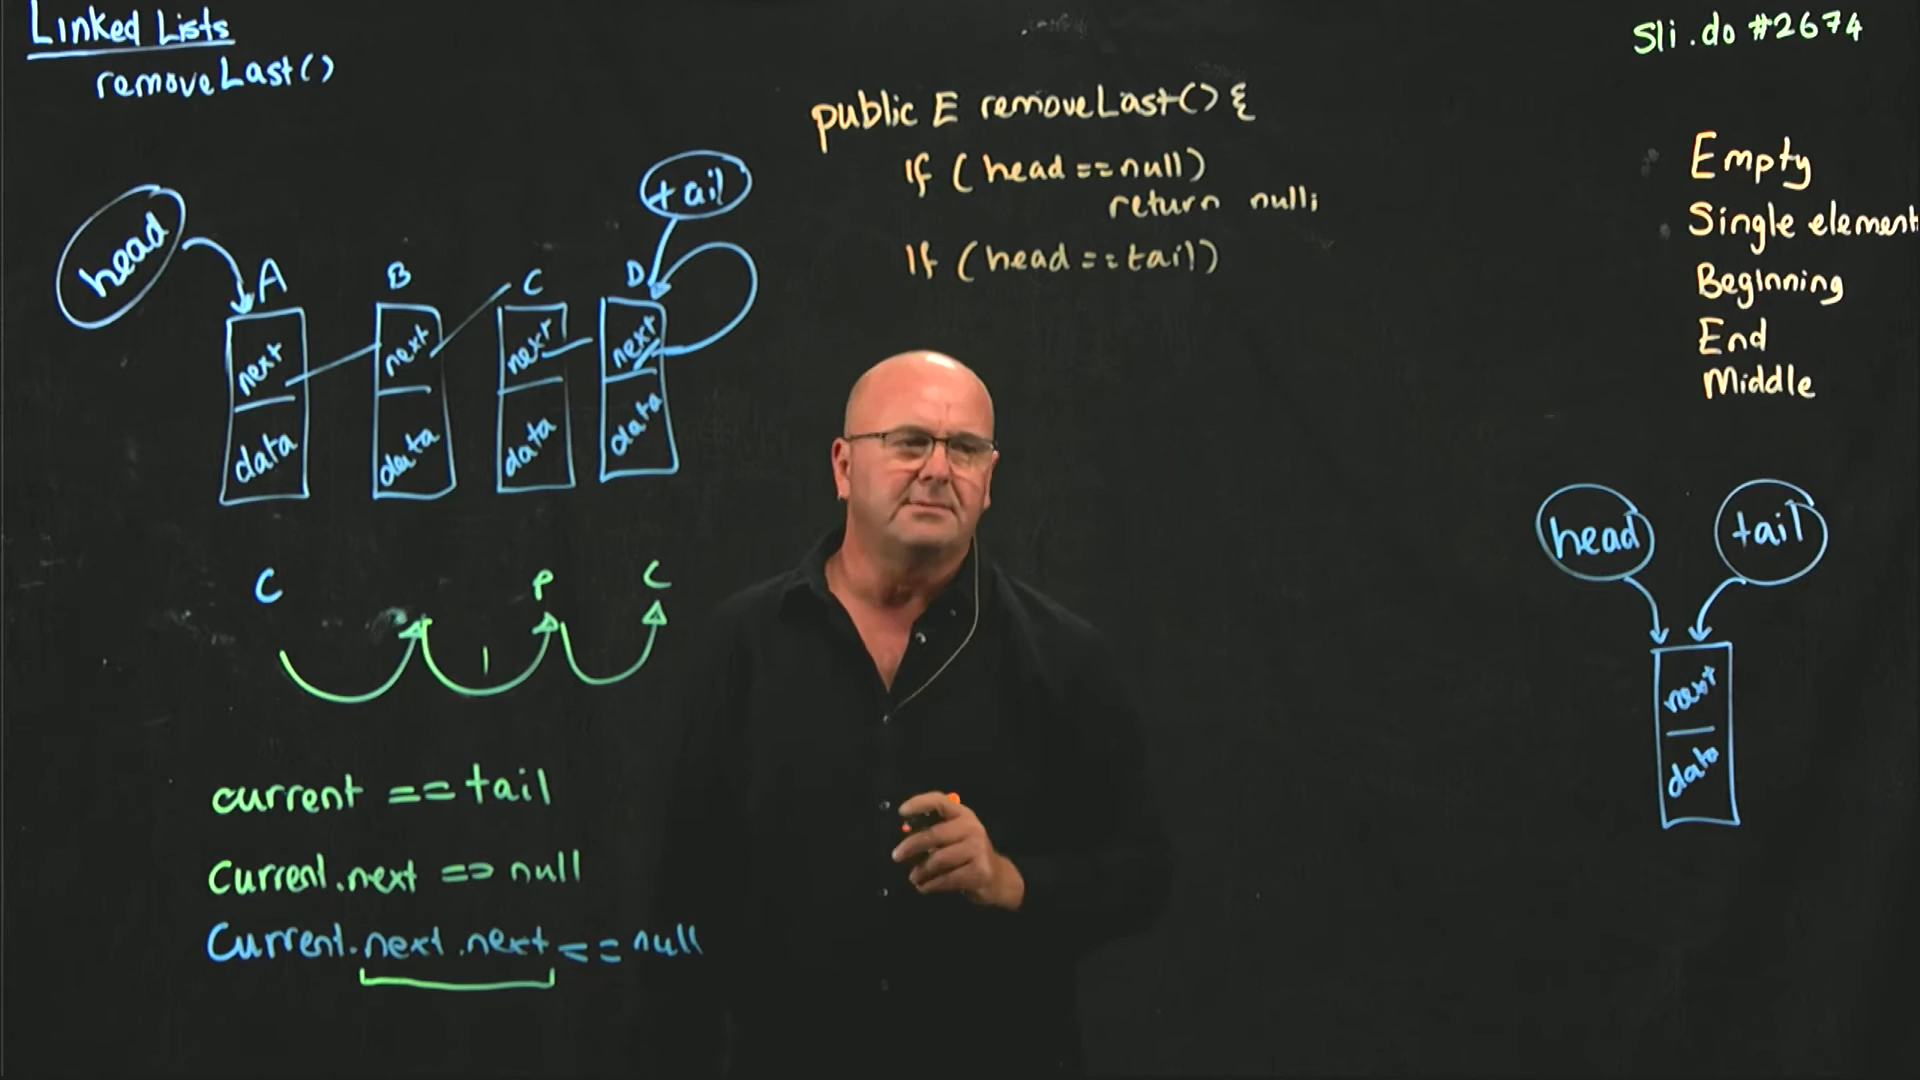 Linked Lists
removeLast()
Sli.do #2674
public E removeLast() {
If (head == null)
return null;
If (head == tail)
Empty
Single element
Beginning
End
Middle
head
tail
A B C D
next next next next
data data data data
C P C
current == tail
Current.next => null
Current.next.next == null
head tail
next
data